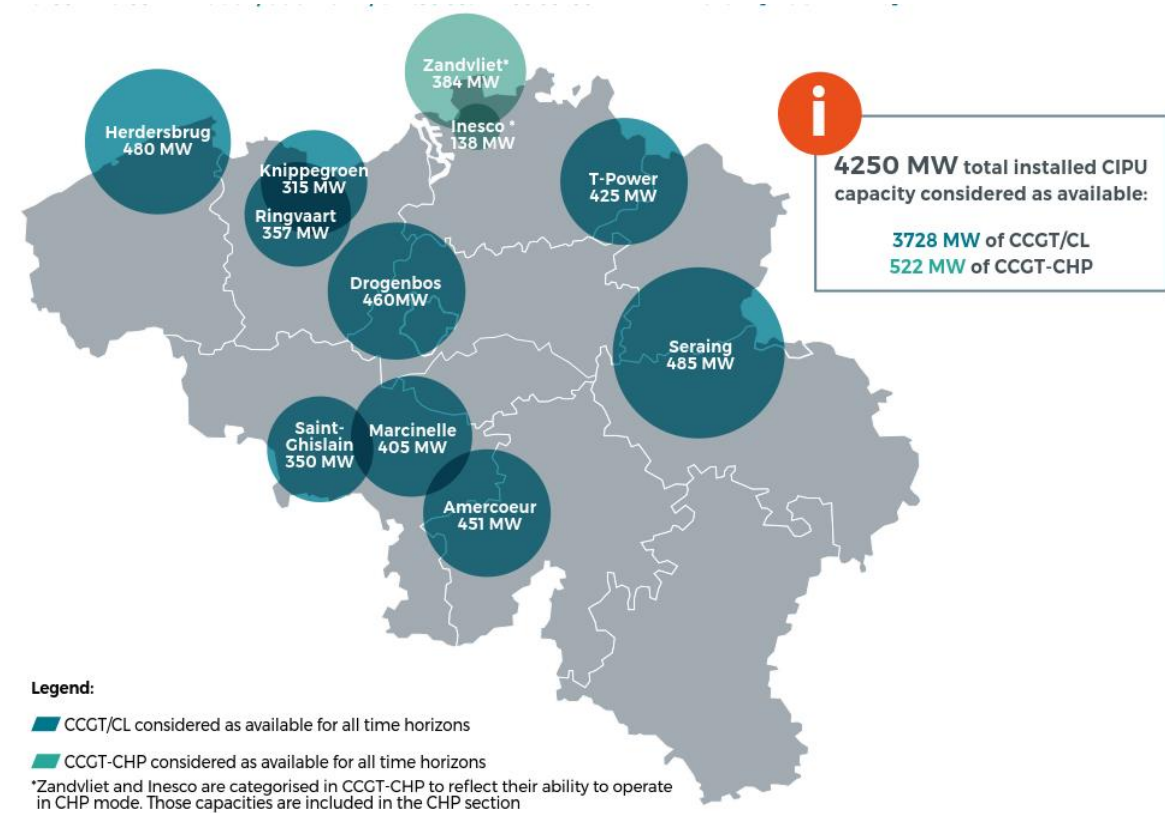 Zandvliet*
384 MW
Herdersbrug
480 MW
Inesco *
138 MW
Knippegroen
315 MW
T-Power
425 MW
Ringvaart
357 MW
Drogenbos
460MW
Seraing
485 MW
Saint-
Ghislain
350 MW
Marcinelle
405 MW
Amercoeur
451 MW
i
4250 MW total installed CIPU
capacity considered as available:
3728 MW of CCGT/CL
522 MW of CCGT-CHP
Legend:
CCGT/CL considered as available for all time horizons
CCGT-CHP considered as available for all time horizons
*Zandvliet and Inesco are categorised in CCGT-CHP to reflect their ability to operate
in CHP mode. Those capacities are included in the CHP section